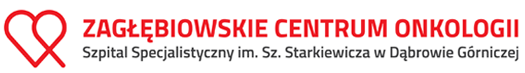 ZAGŁĘBIOWSKIE CENTRUM ONKOLOGII
Szpital Specjalistyczny im. Sz. Starkiewicza w Dąbrowie Górniczej